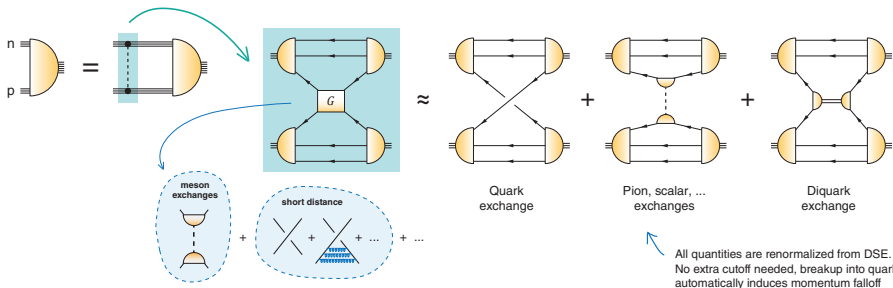 n
p
=
G
≈
+
+
meson
exchanges
+
short distance
+
+ ...
+ ...
Quark
exchange
Pion, scalar, ...
exchanges
Diquark
exchange
All quantities are renormalized from DSE.
No extra cutoff needed, breakup into quar
automatically induces momentum falloff